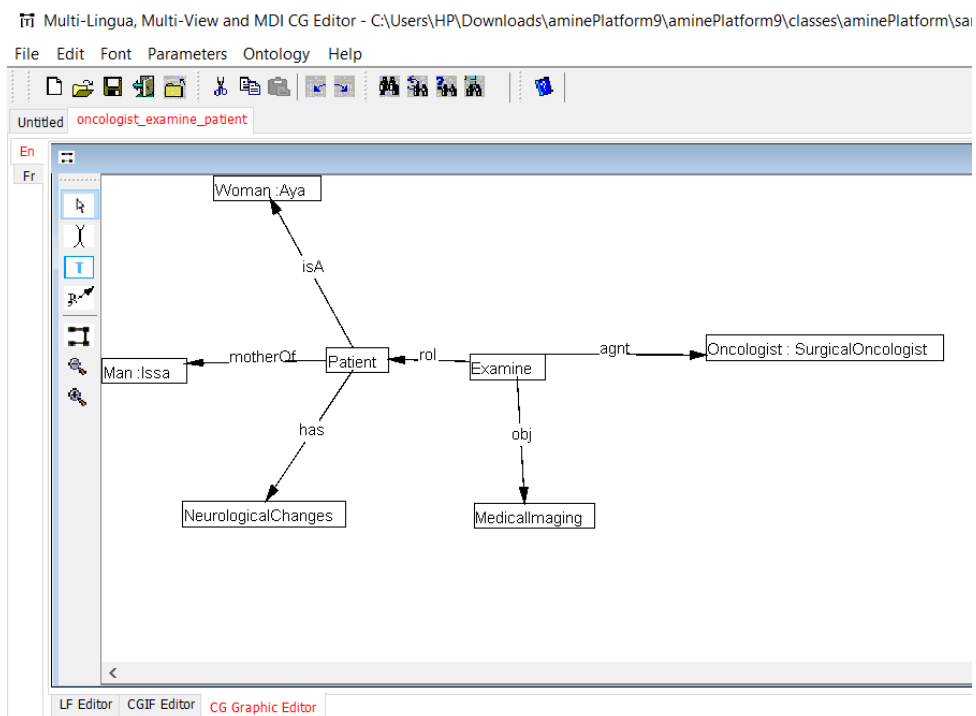 Multi-Lingua, Multi-View and MDI CG Editor - C:\Users\HP\Downloads\aminePlatform9\aminePlatform9\classes\aminePlatform\sa
File Edit Font Parameters Ontology Help
Untitled oncologist_examine_patient
En
Fr
T
Woman :Aya
isA
motherOf
Patient
rol
agnt
Oncologist : SurgicalOncologist
Man :Issa
Examine
has
obj
NeurologicalChanges
MedicalImaging
LF Editor CGIF Editor CG Graphic Editor